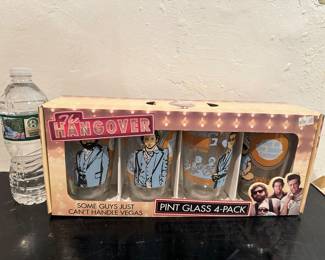 The
HANGOVER
SOME GUYS JUST
CAN'T HANDLE VEGAS
PINT GLASS 4-PACK